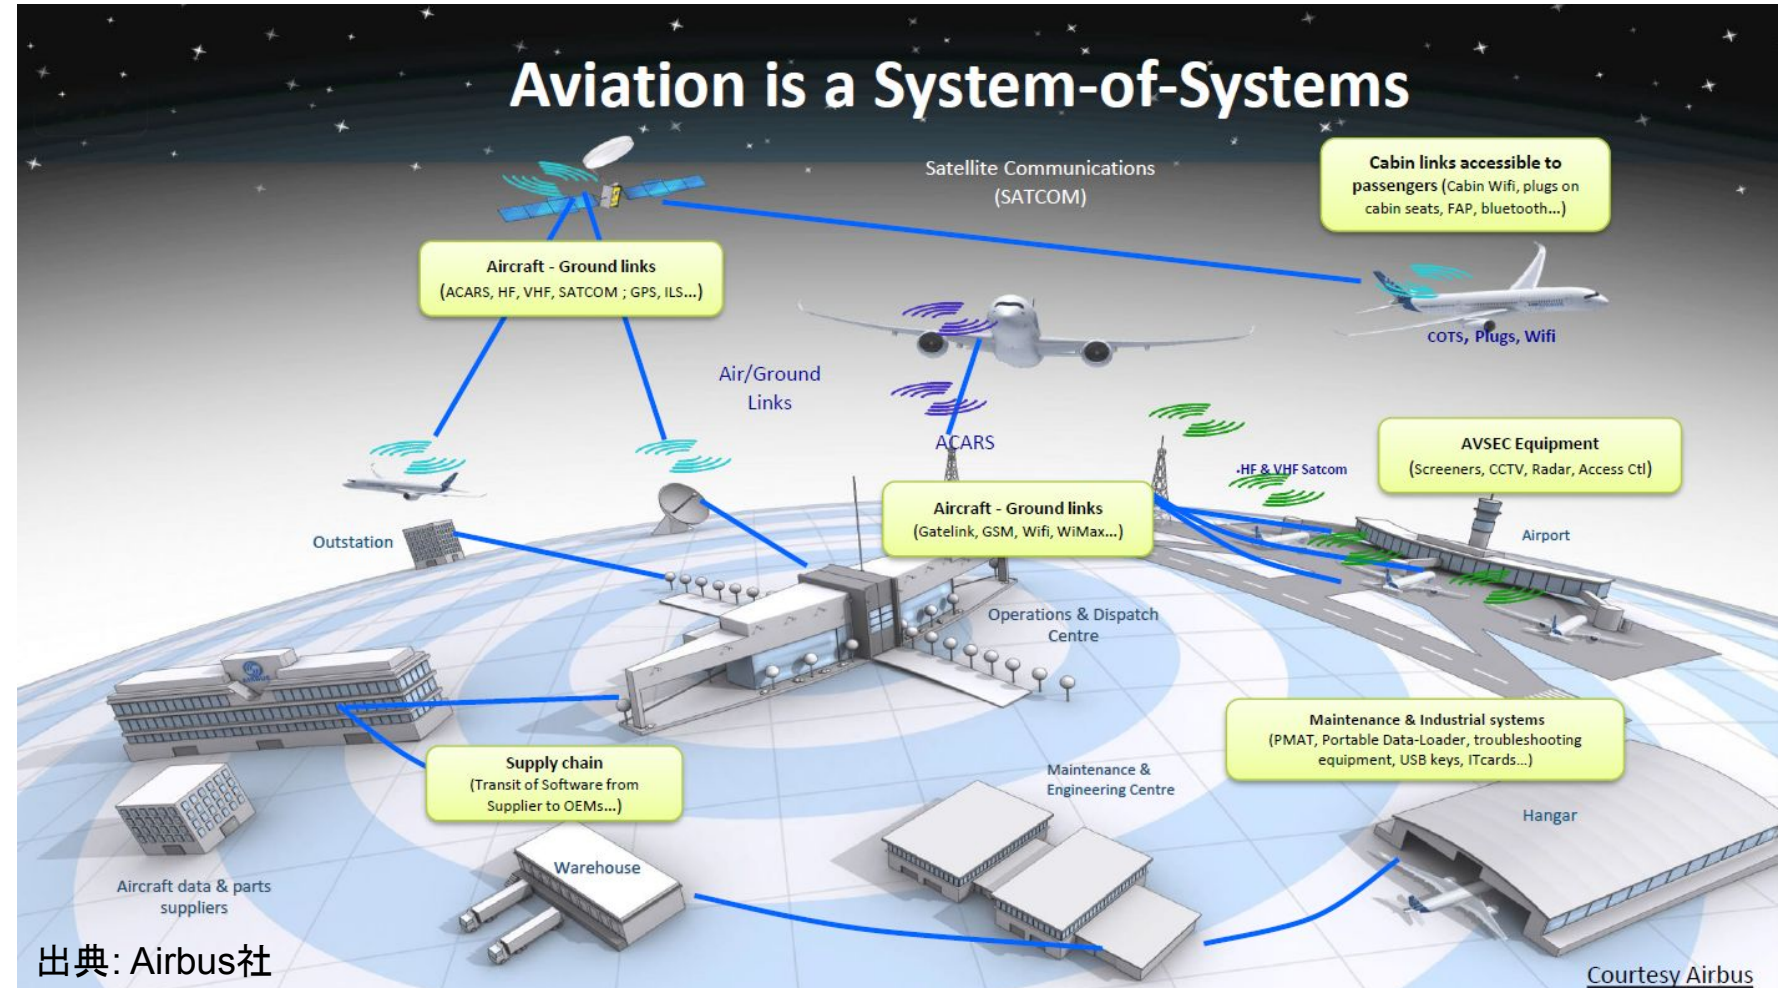 Aviation is a System-of-Systems
Satellite Communications
(SATCOM)
Cabin links accessible to
passengers (Cabin Wifi, plugs on
cabin seats, FAP, bluetooth...)
Aircraft - Ground links
(ACARS, HF, VHF, SATCOM ; GPS, ILS...)
COTS, Plugs, Wifi
Air/Ground
Links
ACARS
AVSEC Equipment
(Screeners, CCTV, Radar, Access Ctl)
·HF & VHF Satcom
Aircraft - Ground links
(Gatelink, GSM, Wifi, WiMax...)
Outstation
Airport
Operations & Dispatch
Centre
AIRBUS
Maintenance & Industrial systems
(PMAT, Portable Data-Loader, troubleshooting
equipment, USB keys, ITcards...)
Supply chain
(Transit of Software from
Supplier to OEMs...)
Maintenance &
Engineering Centre
Hangar
Warehouse
Aircraft data & parts
suppliers
出典: Airbus社
Courtesy Airbus